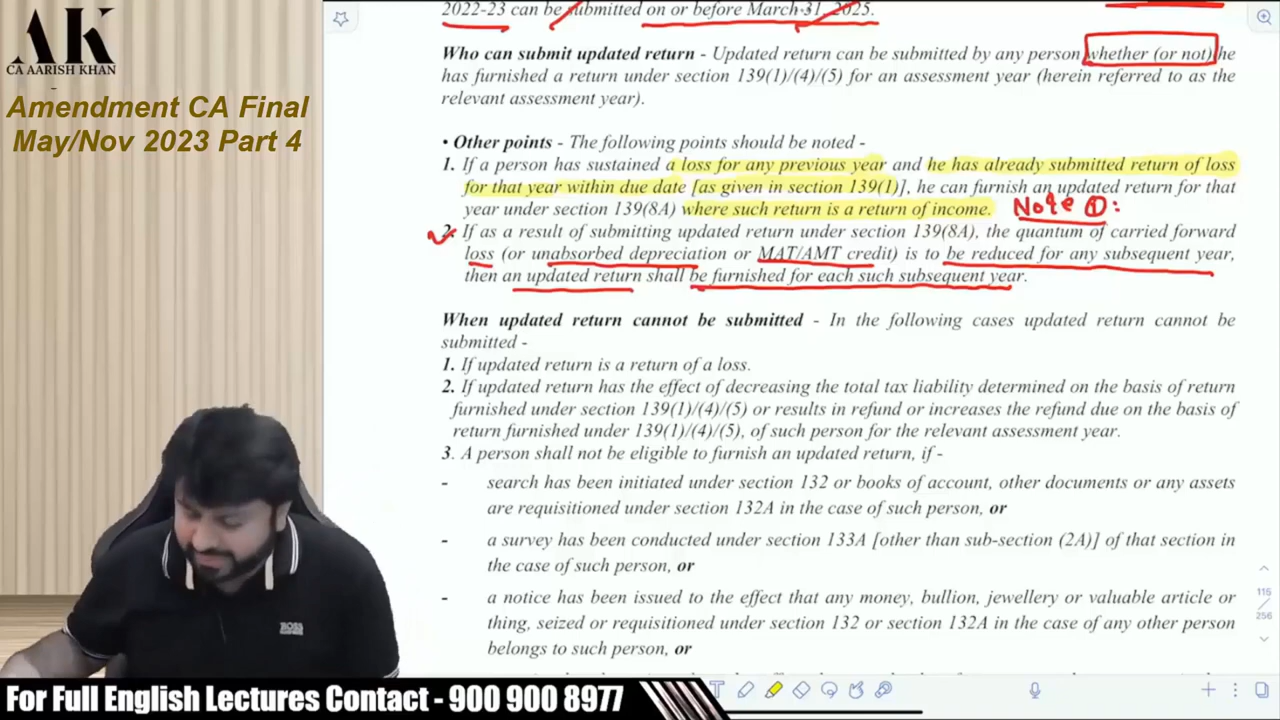 AK
CA AARISH KHAN
Amendment CA Final
May/Nov 2023 Part 4
2022-23 can be submitted on or before March 31, 2025.
Who can submit updated return - Updated return can be submitted by any person whether (or not) he
has furnished a return under section 139(1)/(4)/(5) for an assessment year (herein referred to as the
relevant assessment year).
• Other points - The following points should be noted -
1. If a person has sustained a loss for any previous year and he has already submitted return of loss
for that year within due date [as given in section 139(1)], he can furnish an updated return for that
year under section 139(8A) where such return is a return of income. Note ①:
2. If as a result of submitting updated return under section 139(8A), the quantum of carried forward
loss (or unabsorbed depreciation or MAT/AMT credit) is to be reduced for any subsequent year,
then an updated return shall be furnished for each such subsequent year.
When updated return cannot be submitted - In the following cases updated return cannot be
submitted -
1. If updated return is a return of a loss.
2. If updated return has the effect of decreasing the total tax liability determined on the basis of return
furnished under section 139(1)/(4)/(5) or results in refund or increases the refund due on the basis of
return furnished under 139(1)/(4)/(5), of such person for the relevant assessment year.
3. A person shall not be eligible to furnish an updated return, if -
- search has been initiated under section 132 or books of account, other documents or any assets
are requisitioned under section 132A in the case of such person, or
- a survey has been conducted under section 133A [other than sub-section (2A)] of that section in
the case of such person, or
- a notice has been issued to the effect that any money, bullion, jewellery or valuable article or
thing, seized or requisitioned under section 132 or section 132A in the case of any other person
belongs to such person, or
115
256
BOSS
For Full English Lectures Contact - 900 900 8977